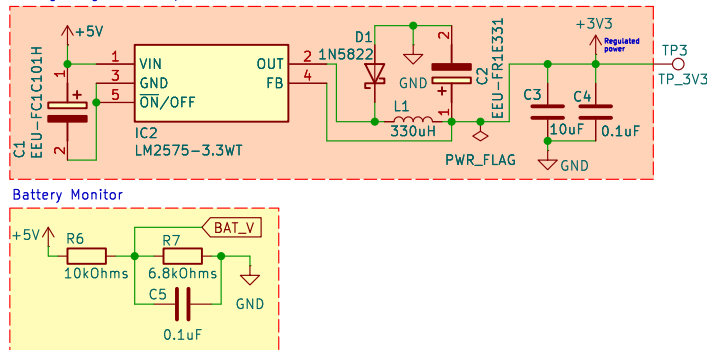 +5V
1
VIN
OUT
2
3
GND
FB
4
5
ON/OFF
IC2
LM2575-3.3WT
C1
EEU-FC1C101H
1
+
2
D1
1N5822
GND
2
C2
EEU-FR1E331
+
1
L1
330uH
PWR_FLAG
+3V3
Regulated
power
TP3
TP_3V3
C3
10uF
C4
0.1uF
GND
Battery Monitor
+5V
R6
10kOhms
BAT_V
R7
6.8kOhms
C5
0.1uF
GND